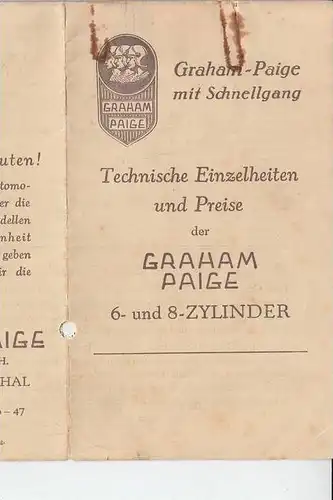 uten!
tomo-
er die
dellen
nheit
geben
ir die
AIGE
H.
HAL
– 47
GRAHAM
PAIGE
Graham-Paige
mit Schnellgang
Technische Einzelheiten
und Preise
der
GRAHAM
PAIGE
6- und 8-ZYLINDER